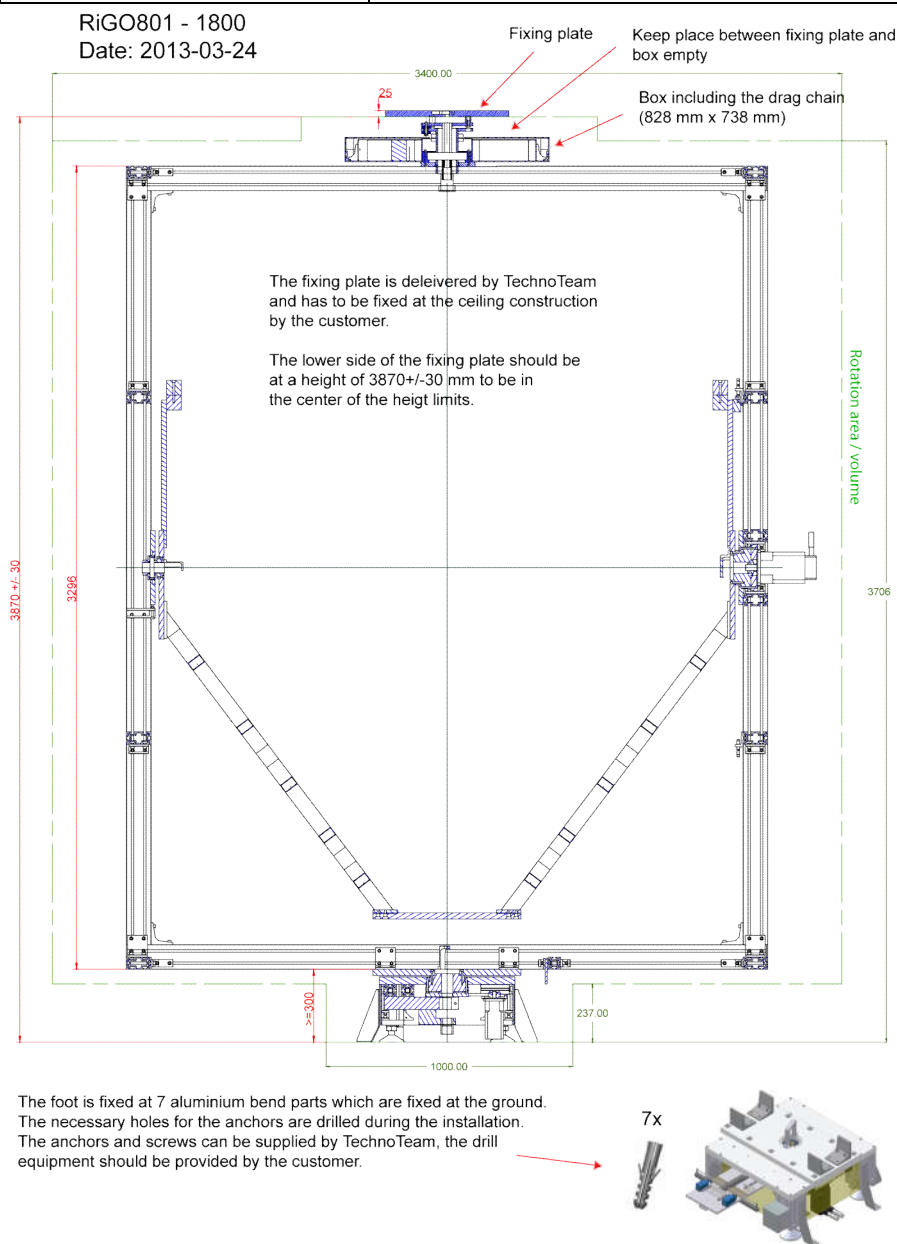 RiGO801 - 1800
Date: 2013-03-24
Fixing plate
Keep place between fixing plate and
box empty
3400.00
25
Box including the drag chain
(828 mm x 738 mm)
The fixing plate is deleivered by TechnoTeam
and has to be fixed at the ceiling construction
by the customer.
The lower side of the fixing plate should be
at a height of 3870+/-30 mm to be in
the center of the heigt limits.
Rotation area / volume
3870 +/- 30
3296
3706
>=300
237.00
1000.00
The foot is fixed at 7 aluminium bend parts which are fixed at the ground.
The necessary holes for the anchors are drilled during the installation.
The anchors and screws can be supplied by TechnoTeam, the drill
equipment should be provided by the customer.
7x